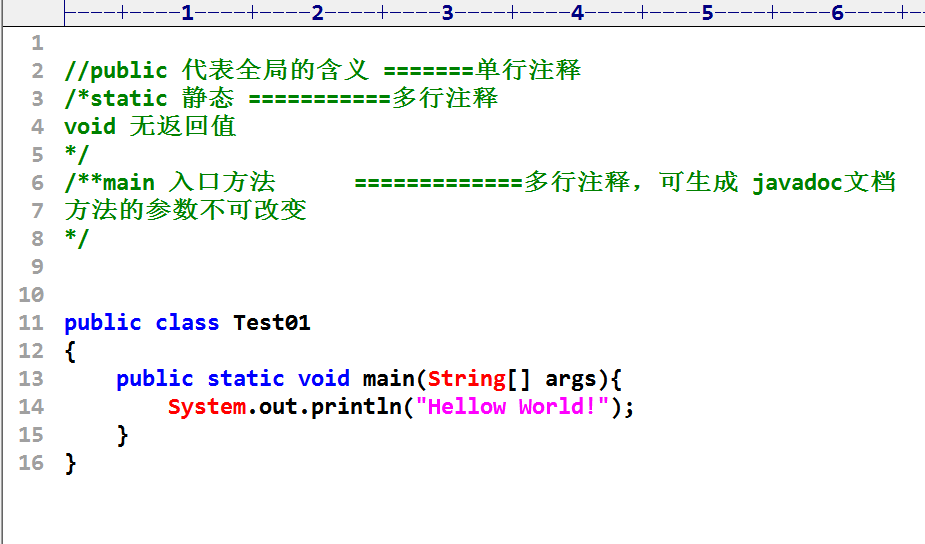 ----+----1----+----2----+----3----+----4----+----5----+----6----+--
1
2 //public 代表全局的含义 =======单行注释
3 /*static 静态 ===========多行注释
4 void 无返回值
5 */
6 /**main 入口方法      =============多行注释，可生成 javadoc文档
7 方法的参数不可改变
8 */
9
10
11 public class Test01
12 {
13     public static void main(String[] args){
14         System.out.println("Hellow World!");
15     }
16 }